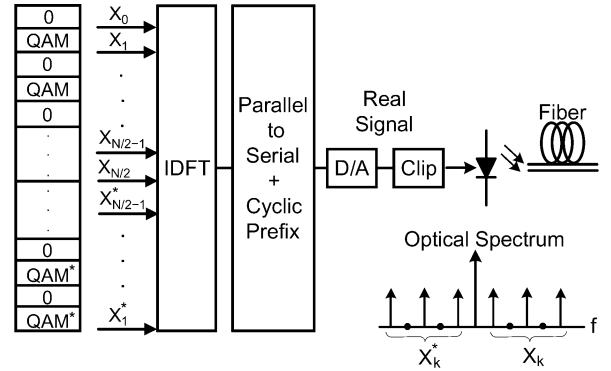 0
QAM
0
QAM
0
0
QAM*
0
QAM*
X0
X1
XN/2−1
XN/2
X*N/2−1
X*1
IDFT
Parallel
to
Serial
+
Cyclic
Prefix
Real
Signal
D/A
Clip
Fiber
Optical Spectrum
f
X*k
Xk